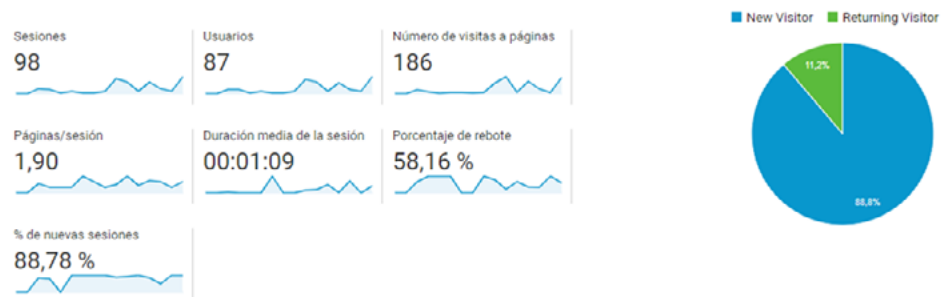 Sesiones
98
Usuarios
87
Número de visitas a páginas
186
Páginas/sesión
1,90
Duración media de la sesión
00:01:09
Porcentaje de rebote
58,16 %
% de nuevas sesiones
88,78 %
New Visitor
Returning Visitor
11,2%
88,8%